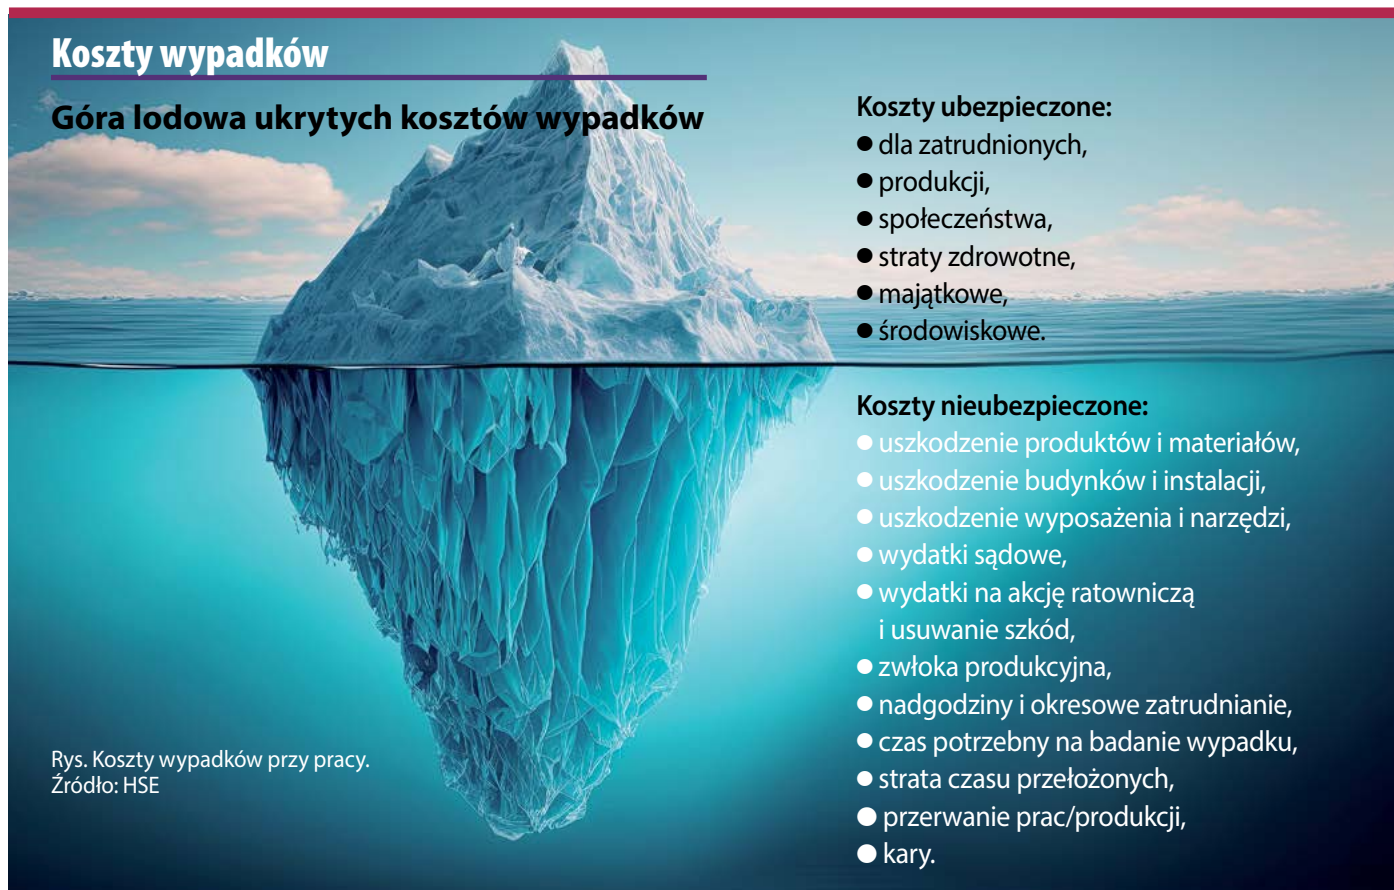 Koszty wypadków
Góra lodowa ukrytych kosztów wypadków
Koszty ubezpieczone:
● dla zatrudnionych,
● produkcji,
● społeczeństwa,
● straty zdrowotne,
● majątkowe,
● środowiskowe.
Koszty nieubezpieczone:
● uszkodzenie produktów i materiałów,
● uszkodzenie budynków i instalacji,
● uszkodzenie wyposażenia i narzędzi,
● wydatki sądowe,
● wydatki na akcję ratowniczą
i usuwanie szkód,
● zwłoka produkcyjna,
● nadgodziny i okresowe zatrudnianie,
● czas potrzebny na badanie wypadku,
● strata czasu przełożonych,
● przerwanie prac/produkcji,
● kary.
Rys. Koszty wypadków przy pracy.
Źródło: HSE